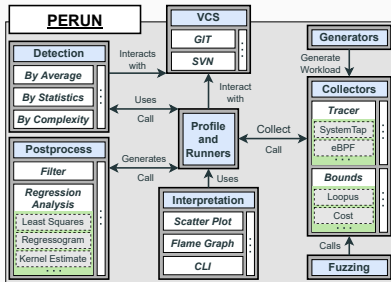 PERUN
VCS
GIT
SVN
Generators
Generate
Workload
Detection
By Average
By Statistics
By Complexity
Interacts
with
Interact
with
Uses
Call
Profile
and
Runners
Collect
Call
Collectors
Tracer
SystemTap
eBPF
Bounds
Loopus
Cost
Calls
Fuzzing
Postprocess
Filter
Regression
Analysis
Least Squares
Regressogram
Kernel Estimate
Generates
Call
Uses
Interpretation
Scatter Plot
Flame Graph
CLI